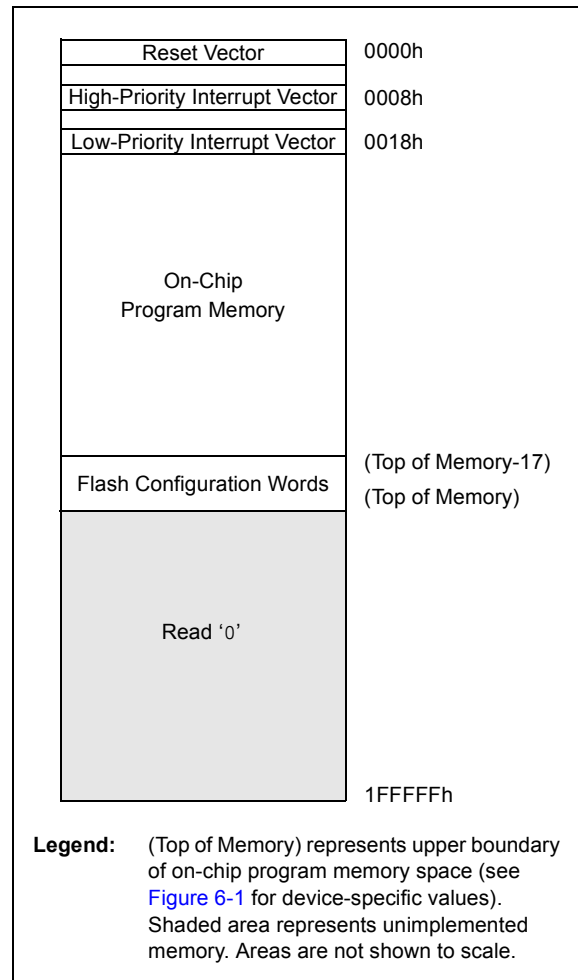 Reset Vector 0000h
High-Priority Interrupt Vector 0008h
Low-Priority Interrupt Vector 0018h
On-Chip
Program Memory
(Top of Memory-17)
Flash Configuration Words
(Top of Memory)
Read ‘0’
1FFFFFh
Legend: (Top of Memory) represents upper boundary
of on-chip program memory space (see
Figure 6-1 for device-specific values).
Shaded area represents unimplemented
memory. Areas are not shown to scale.